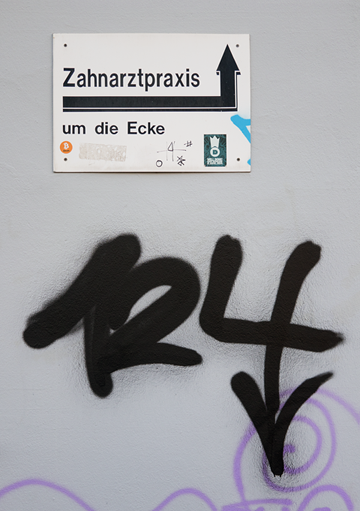 Zahnarztpraxis
um die Ecke
R4